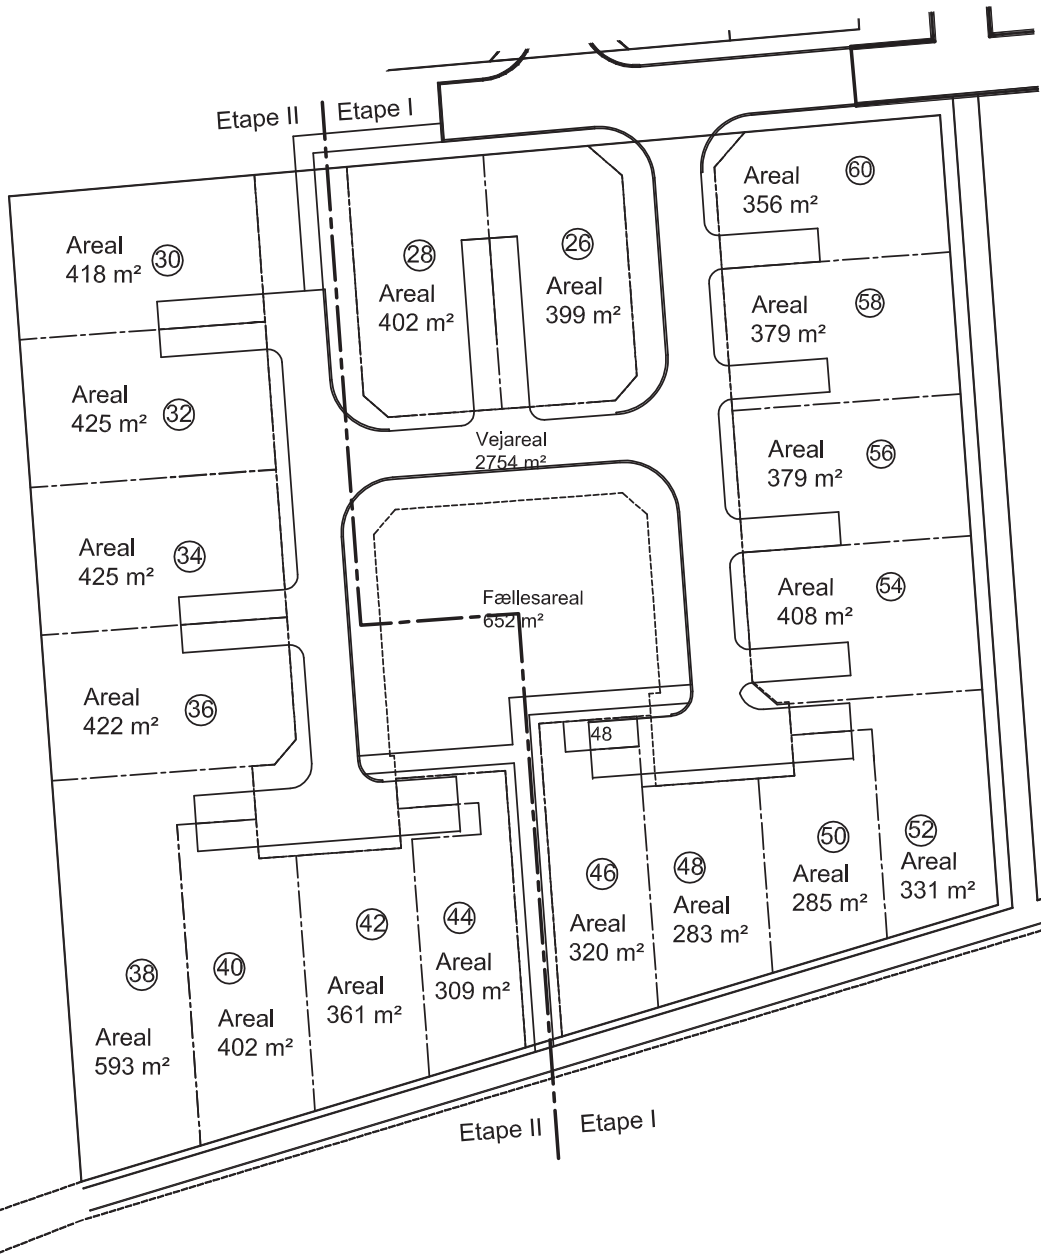 Etape II
Etape I
60
Areal
356 m²
30
Areal
418 m²
28
Areal
402 m²
26
Areal
399 m²
58
Areal
379 m²
32
Areal
425 m²
Vejareal
2754 m²
56
Areal
379 m²
34
Areal
425 m²
Fællesareal
652 m²
54
Areal
408 m²
36
Areal
422 m²
48
38
Areal
593 m²
40
Areal
402 m²
42
Areal
361 m²
44
Areal
309 m²
46
Areal
320 m²
48
Areal
283 m²
50
Areal
285 m²
52
Areal
331 m²
Etape II
Etape I